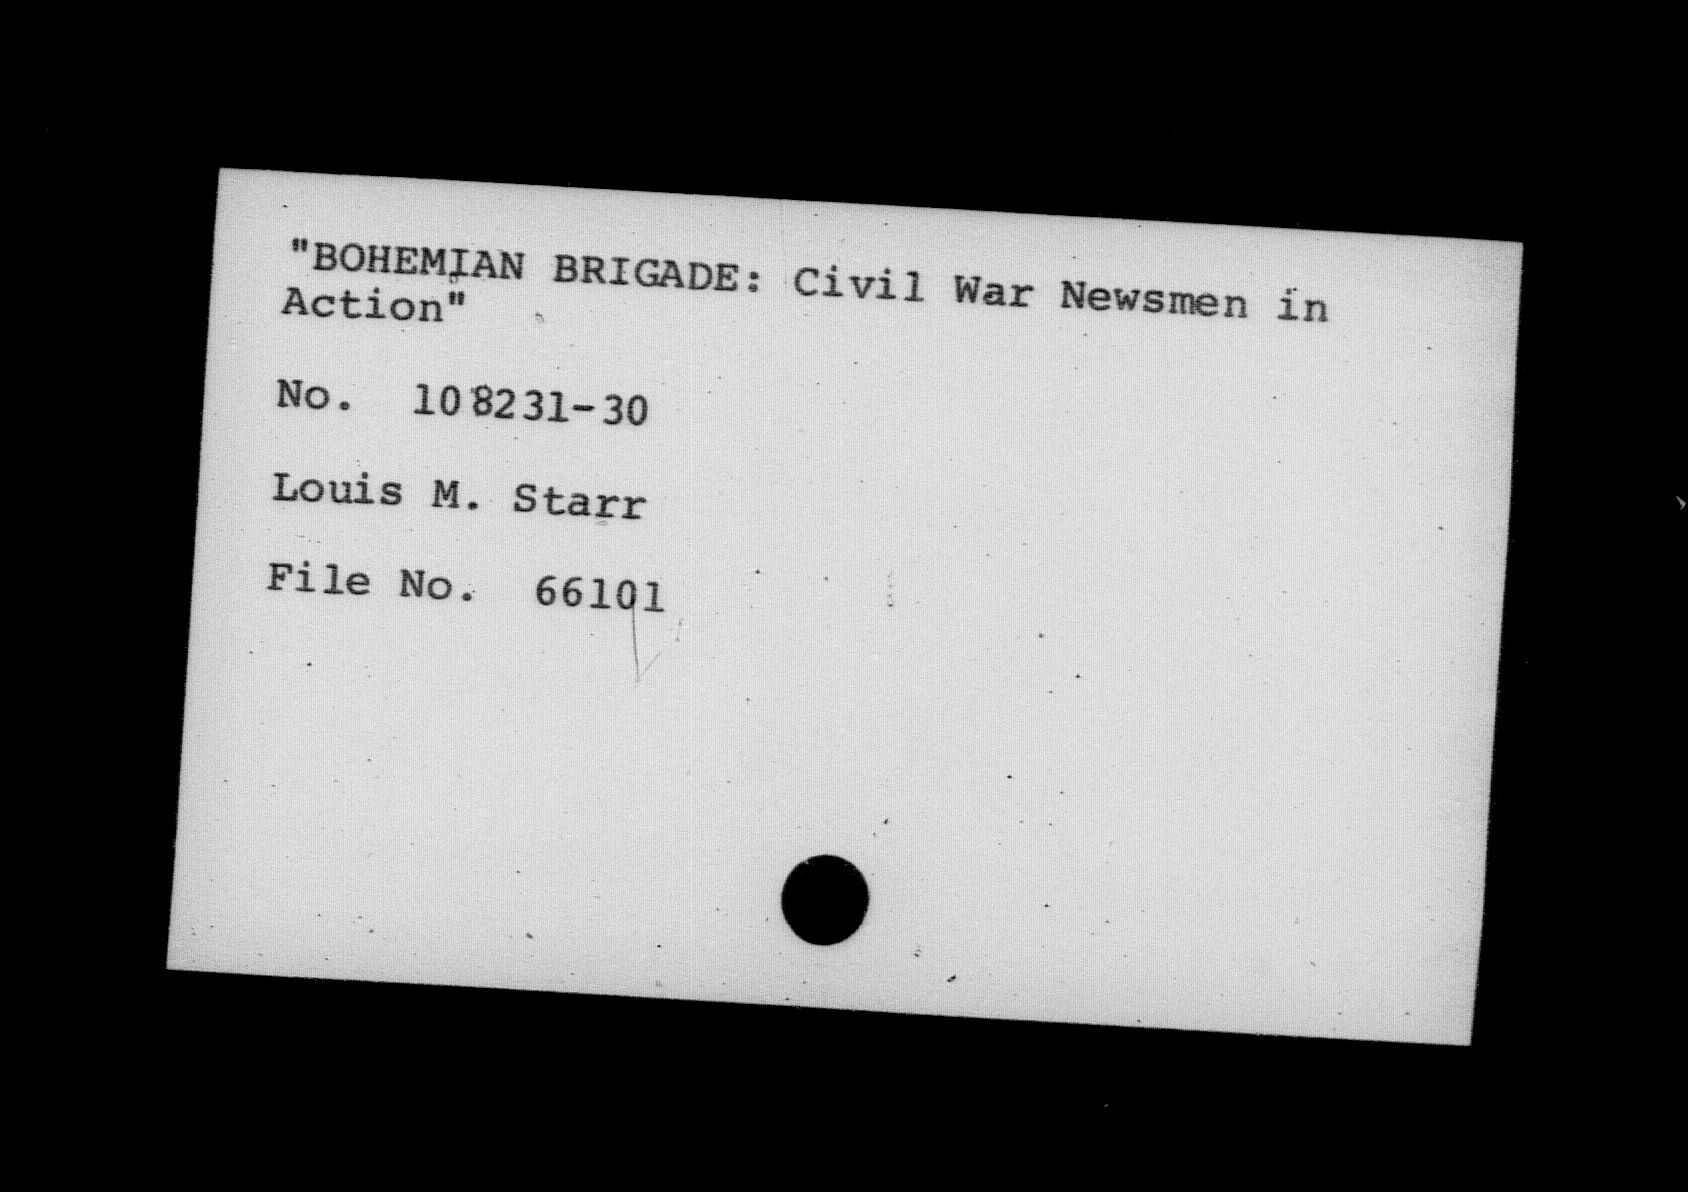 "BOHEMIAN BRIGADE: Civil War Newsmen in
Action"
No. 108231-30
Louis M. Starr
File No. 66101